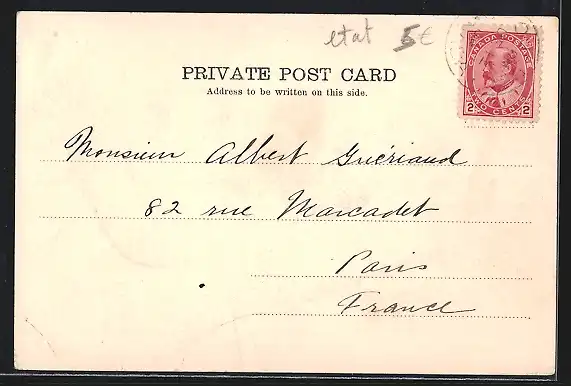 etat 5€
CANADA POSTAGE
2 TWO CENTS 2
PRIVATE POST CARD
Address to be written on this side.
Monsieur Albert Guériaud
82 rue Marcadet
Paris
France